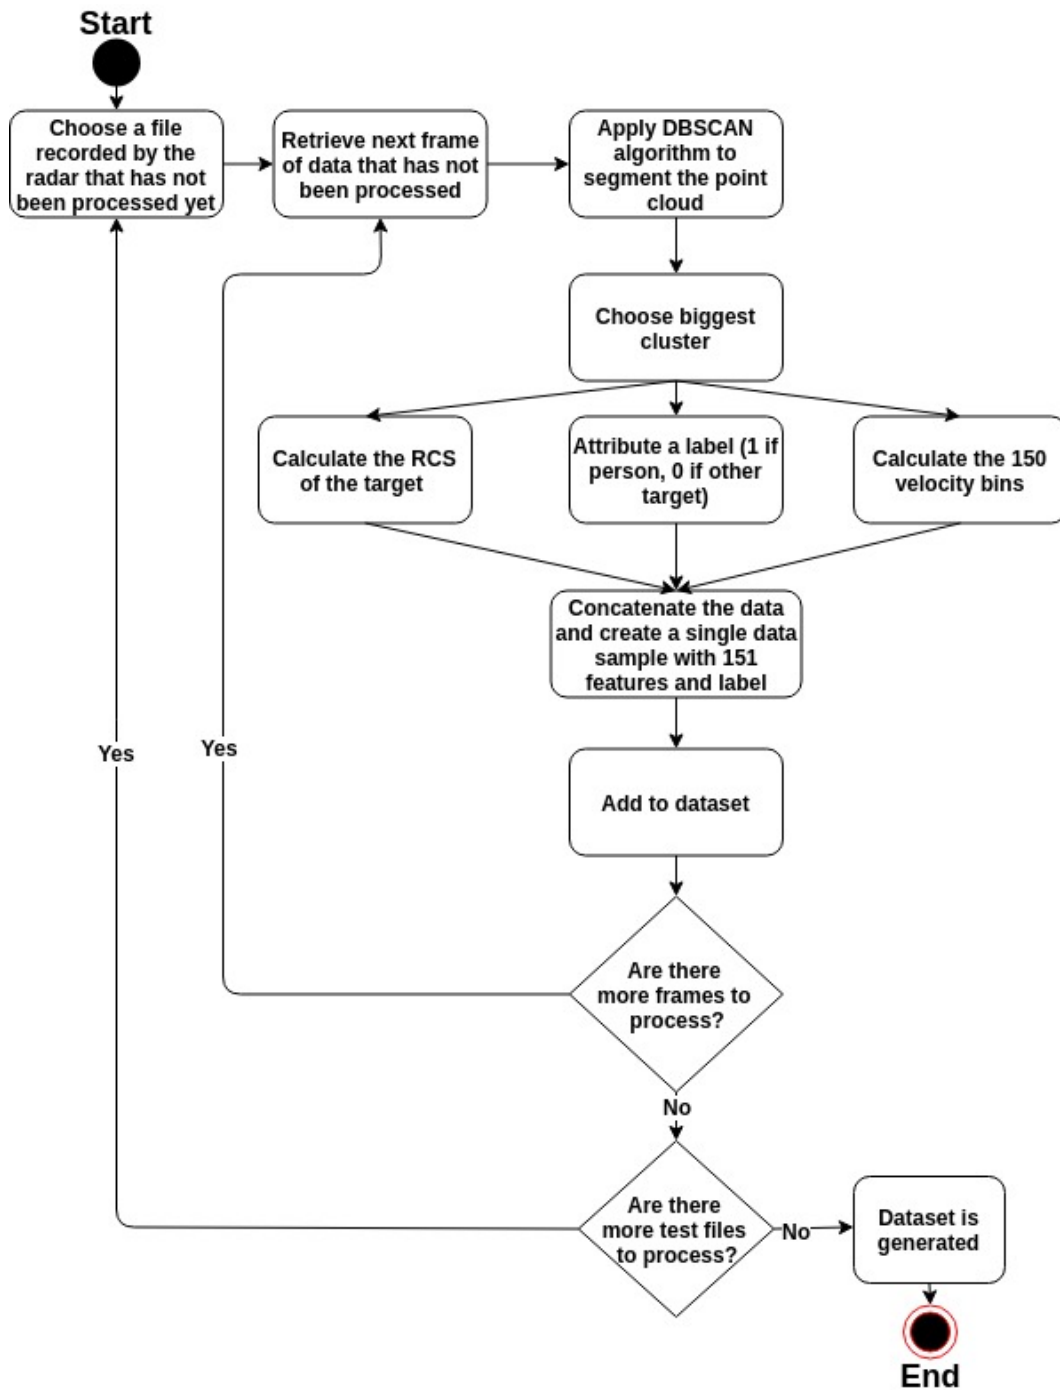 Start
Choose a file
recorded by the
radar that has not
been processed yet
Retrieve next frame
of data that has not
been processed
Apply DBSCAN
algorithm to
segment the point
cloud
Choose biggest
cluster
Calculate the RCS
of the target
Attribute a label (1 if
person, 0 if other
target)
Calculate the 150
velocity bins
Concatenate the data
and create a single data
sample with 151
features and label
Yes
Yes
Add to dataset
Are there
more frames to
process?
No
Are there
more test files
to process?
No
Dataset is
generated
End